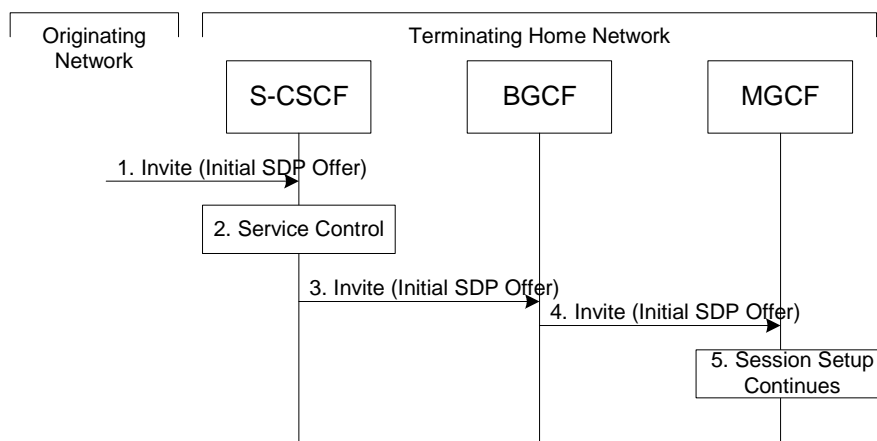 Originating
Network
Terminating Home Network
S-CSCF
BGCF
MGCF
1. Invite (Initial SDP Offer)
2. Service Control
3. Invite (Initial SDP Offer)
4. Invite (Initial SDP Offer)
5. Session Setup
Continues